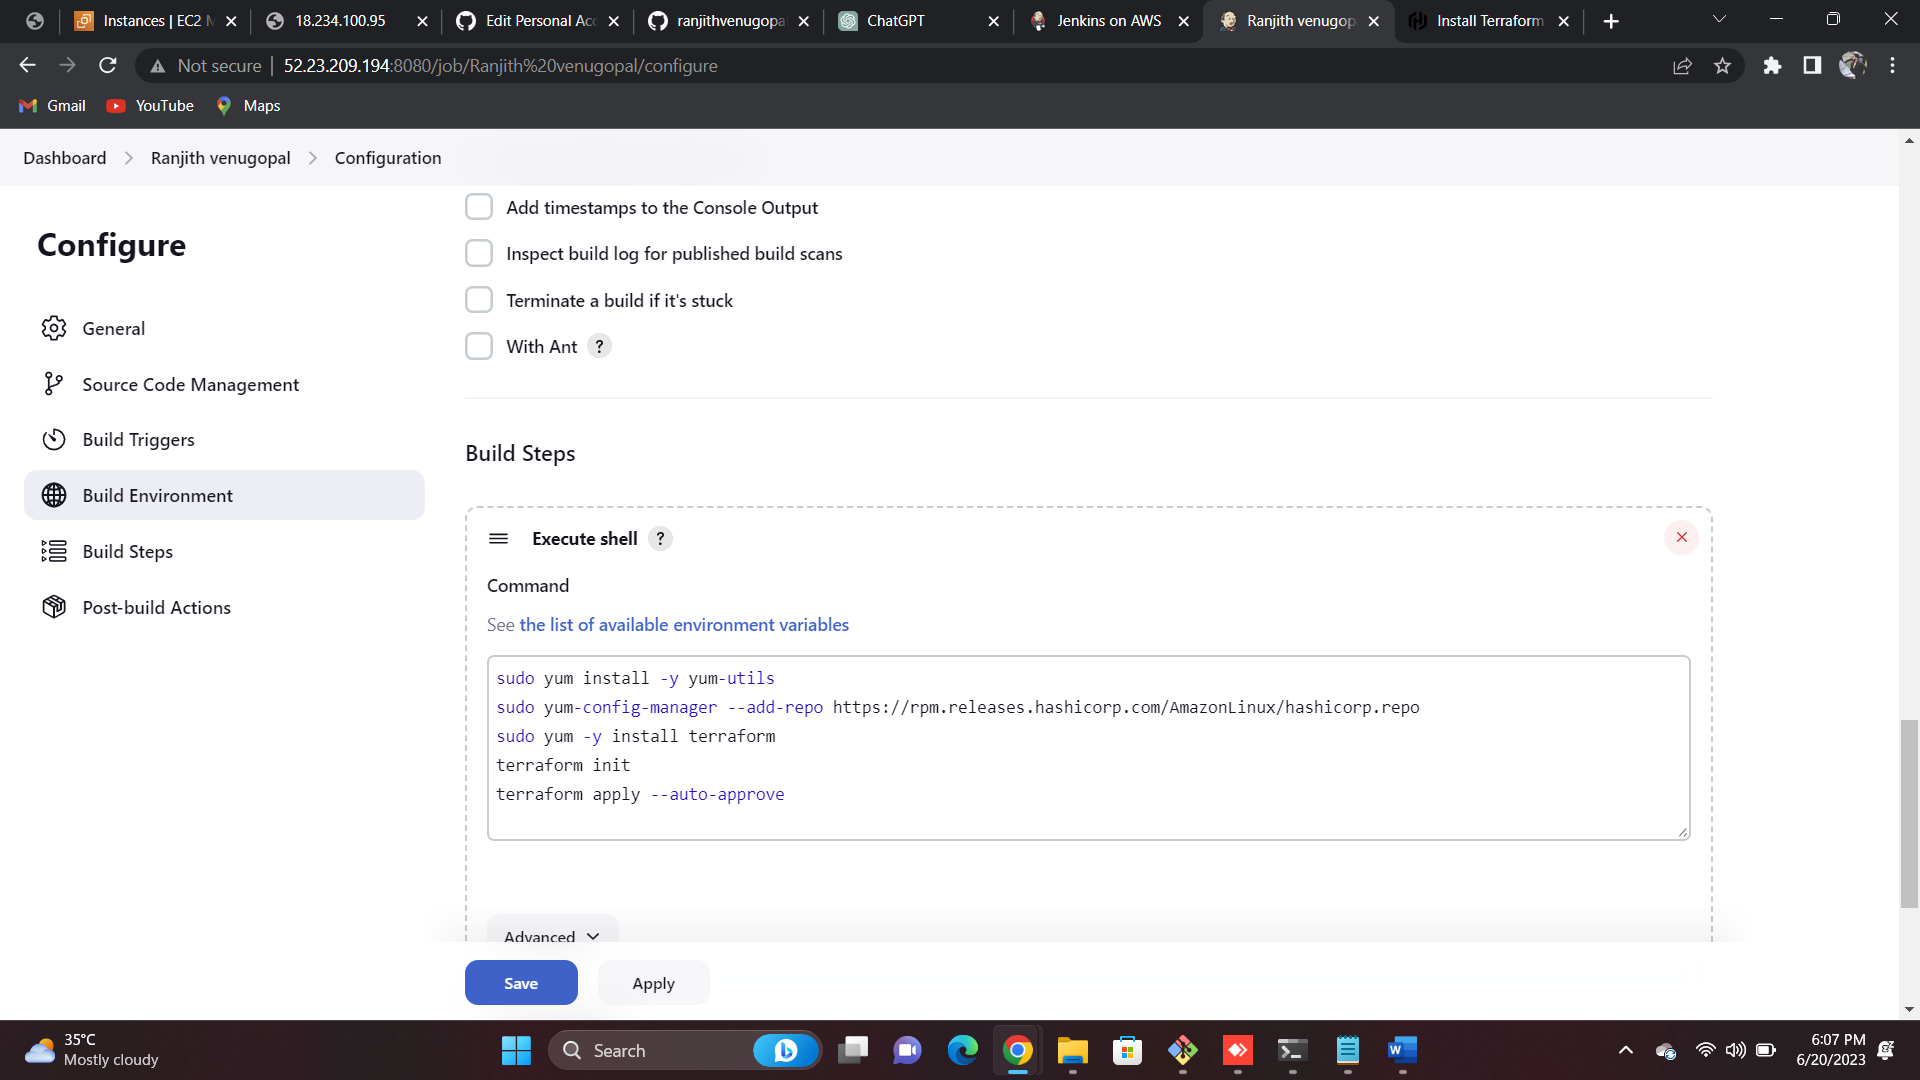 Instances | EC2 M
18.234.100.95
Edit Personal Acc
ranjithvenugopal
ChatGPT
Jenkins on AWS
Ranjith venugop
Install Terraform
Not secure
52.23.209.194:8080/job/Ranjith%20venugopal/configure
Gmail
YouTube
Maps
Dashboard
Ranjith venugopal
Configuration
Configure
General
Source Code Management
Build Triggers
Build Environment
Build Steps
Post-build Actions
Add timestamps to the Console Output
Inspect build log for published build scans
Terminate a build if it's stuck
With Ant ?
Build Steps
Execute shell ?
Command
See the list of available environment variables
sudo yum install -y yum-utils
sudo yum-config-manager --add-repo https://rpm.releases.hashicorp.com/AmazonLinux/hashicorp.repo
sudo yum -y install terraform
terraform init
terraform apply --auto-approve
Advanced
Save
Apply
35°C
Mostly cloudy
Search
6:07 PM
6/20/2023